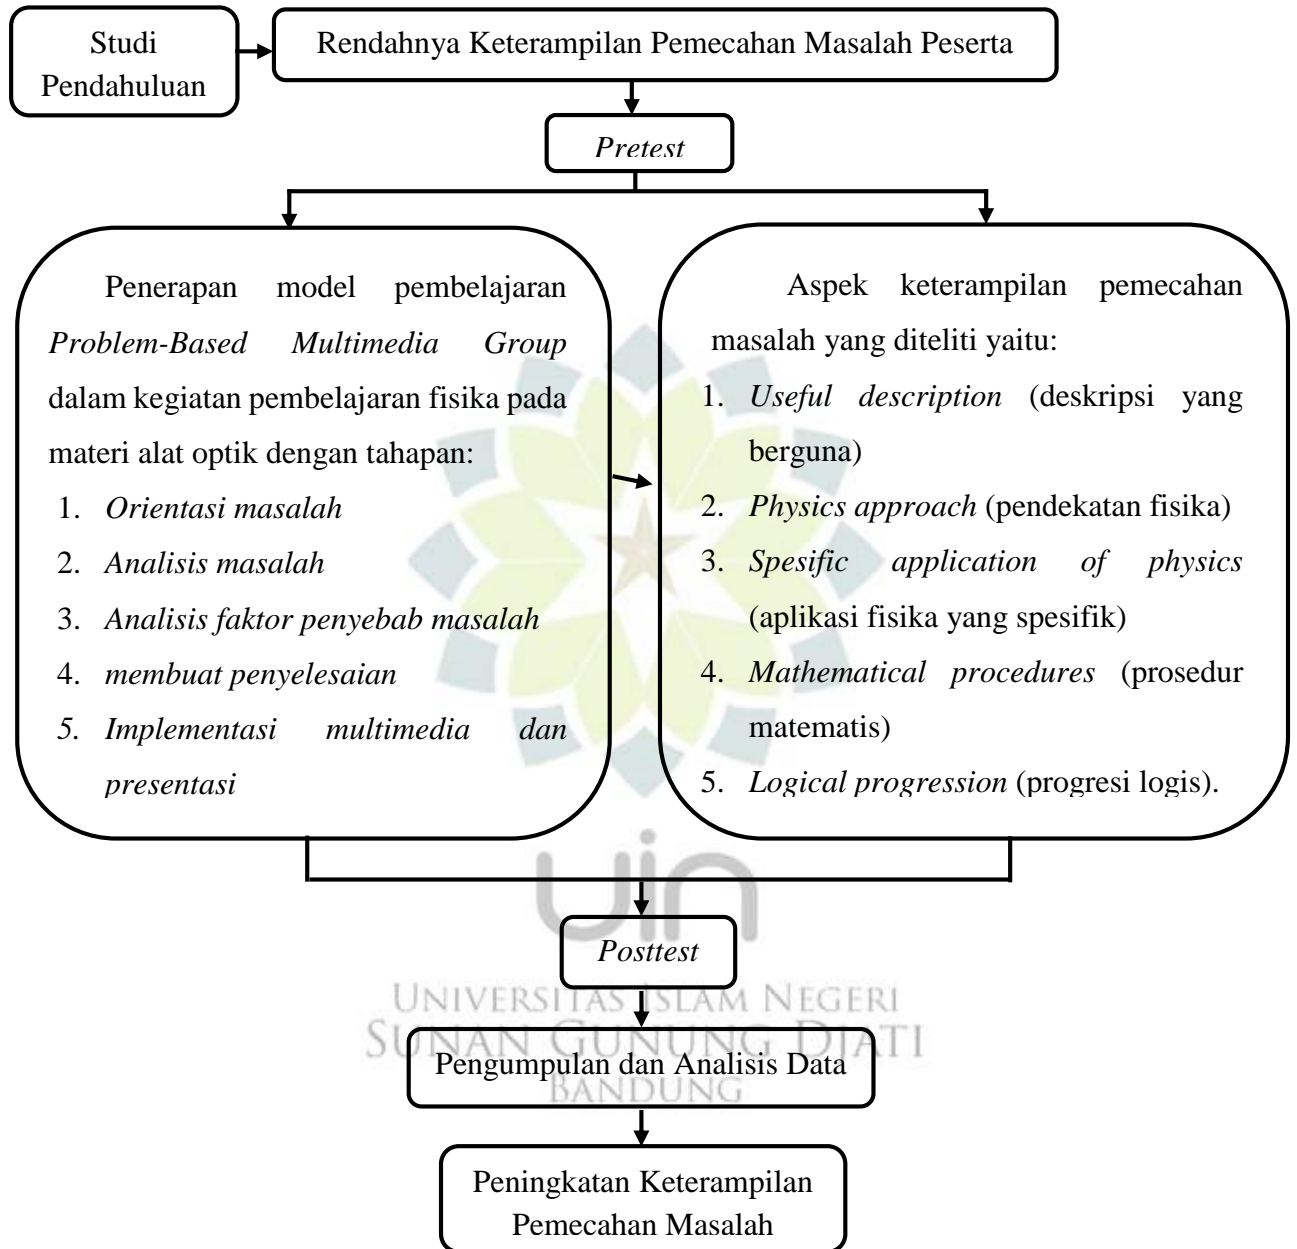 Studi
Pendahuluan
Rendahnya Keterampilan Pemecahan Masalah Peserta
Pretest
Penerapan model pembelajaran
Problem-Based Multimedia Group
dalam kegiatan pembelajaran fisika pada
materi alat optik dengan tahapan:
1. Orientasi masalah
2. Analisis masalah
3. Analisis faktor penyebab masalah
4. membuat penyelesaian
5. Implementasi multimedia dan
presentasi
Aspek keterampilan pemecahan
masalah yang diteliti yaitu:
1. Useful description (deskripsi yang
berguna)
2. Physics approach (pendekatan fisika)
3. Spesific application of physics
(aplikasi fisika yang spesifik)
4. Mathematical procedures (prosedur
matematis)
5. Logical progression (progresi logis).
uin
Posttest
UNIVERSITAS ISLAM NEGERI
SUNAN GUNUNG DJATI
BANDUNG
Pengumpulan dan Analisis Data
Peningkatan Keterampilan
Pemecahan Masalah